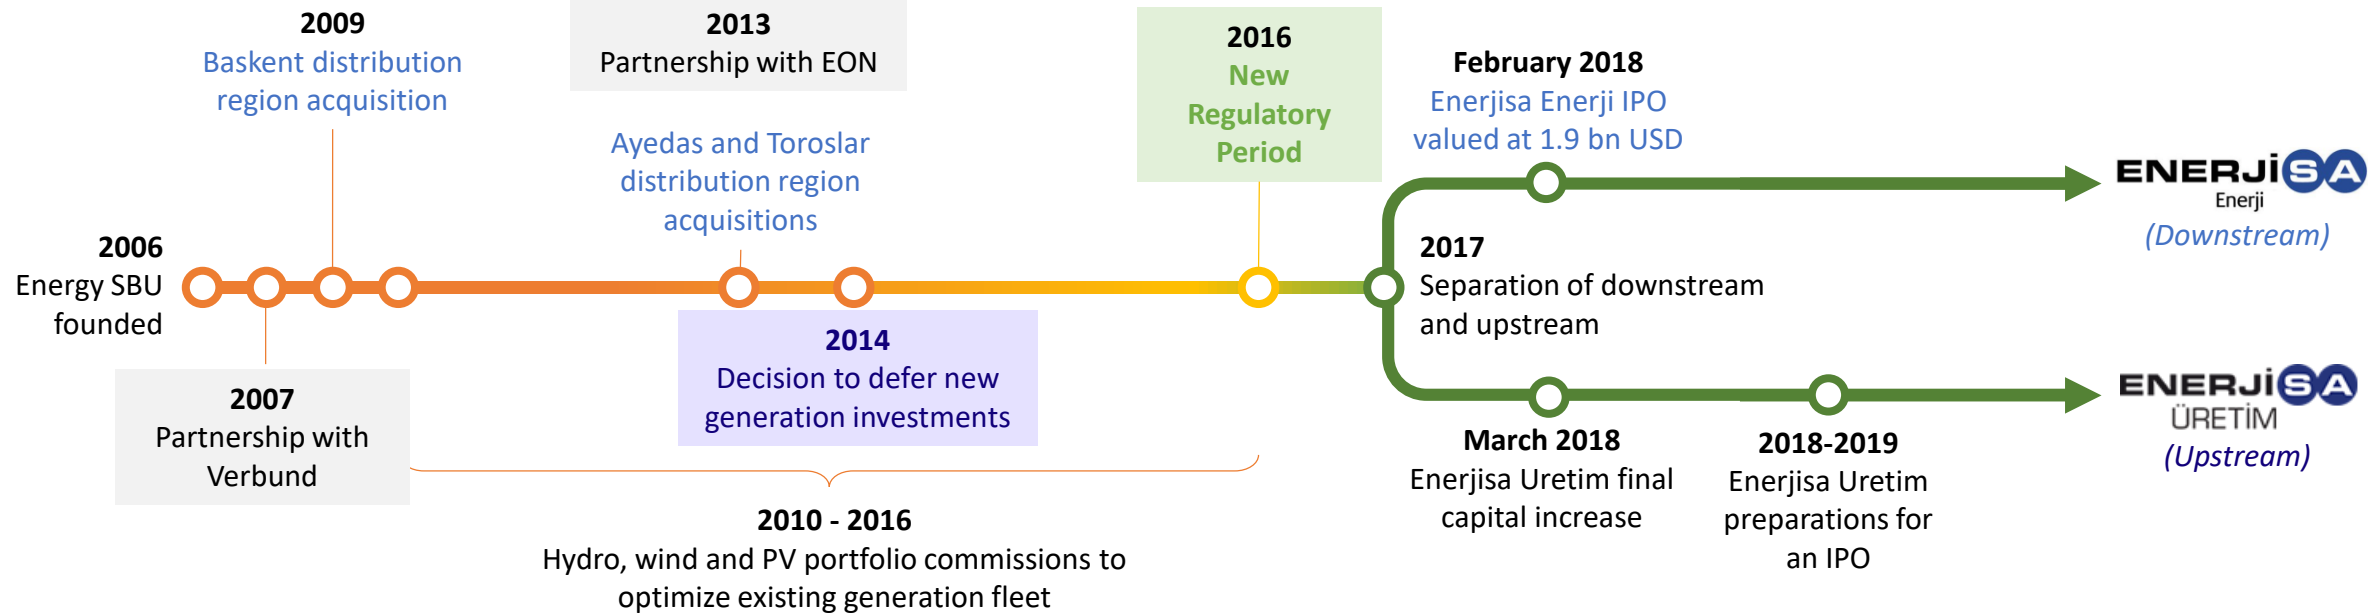 2009
Baskent distribution
region acquisition
2013
Partnership with EON
Ayedas and Toroslar
distribution region
acquisitions
2016
New
Regulatory
Period
February 2018
Enerjisa Enerji IPO
valued at 1.9 bn USD
ENERJİSA
Enerji
(Downstream)
2006
Energy SBU
founded
2017
Separation of downstream
and upstream
2007
Partnership with
Verbund
2014
Decision to defer new
generation investments
2010 - 2016
Hydro, wind and PV portfolio commissions to
optimize existing generation fleet
March 2018
Enerjisa Uretim final
capital increase
2018-2019
Enerjisa Uretim
preparations for
an IPO
ENERJİSA
ÜRETİM
(Upstream)